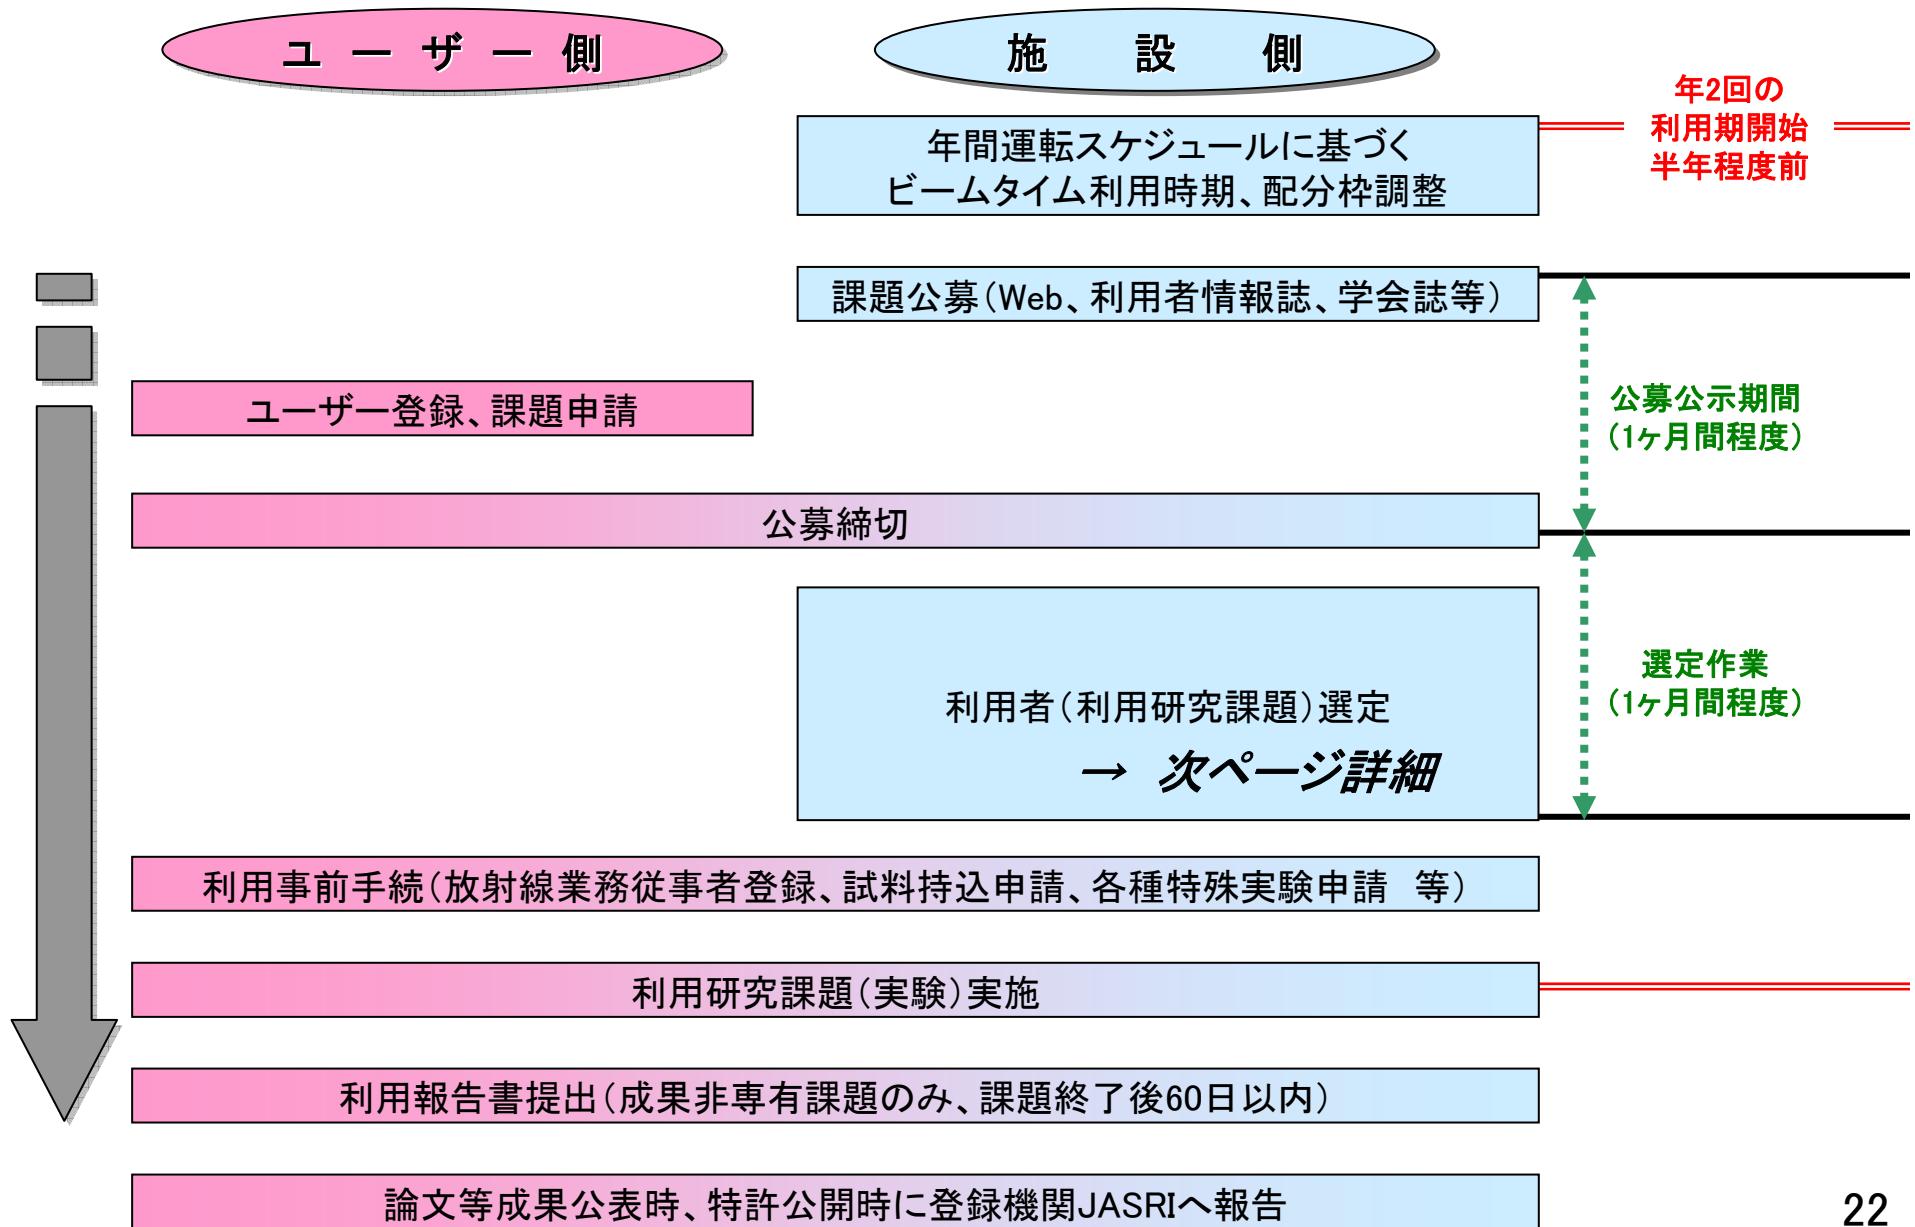 ユーザー側
施設側
年2回の
利用期開始
半年程度前
年間運転スケジュールに基づく
ビームタイム利用時期、配分枠調整
課題公募(Web、利用者情報誌、学会誌等)
ユーザー登録、課題申請
公募公示期間
(1ヶ月間程度)
公募締切
利用者(利用研究課題)選定
→ 次ページ詳細
選定作業
(1ヶ月間程度)
利用事前手続(放射線業務従事者登録、試料持込申請、各種特殊実験申請 等)
利用研究課題(実験)実施
利用報告書提出(成果非専有課題のみ、課題終了後60日以内)
論文等成果公表時、特許公開時に登録機関JASRIへ報告
22